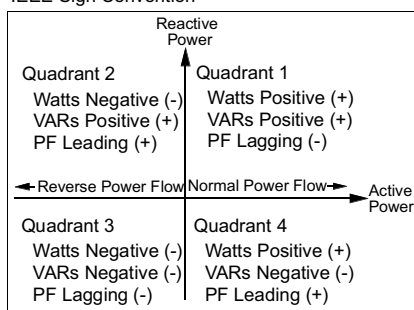 IEEE Sign Convention
Reactive
Power
Quadrant 2
Watts Negative (-)
VARs Positive (+)
PF Leading (+)
Quadrant 1
Watts Positive (+)
VARs Positive (+)
PF Lagging (-)
Reverse Power Flow
Normal Power Flow
Active
Power
Quadrant 3
Watts Negative (-)
VARs Negative (-)
PF Lagging (-)
Quadrant 4
Watts Positive (+)
VARs Negative (-)
PF Leading (+)